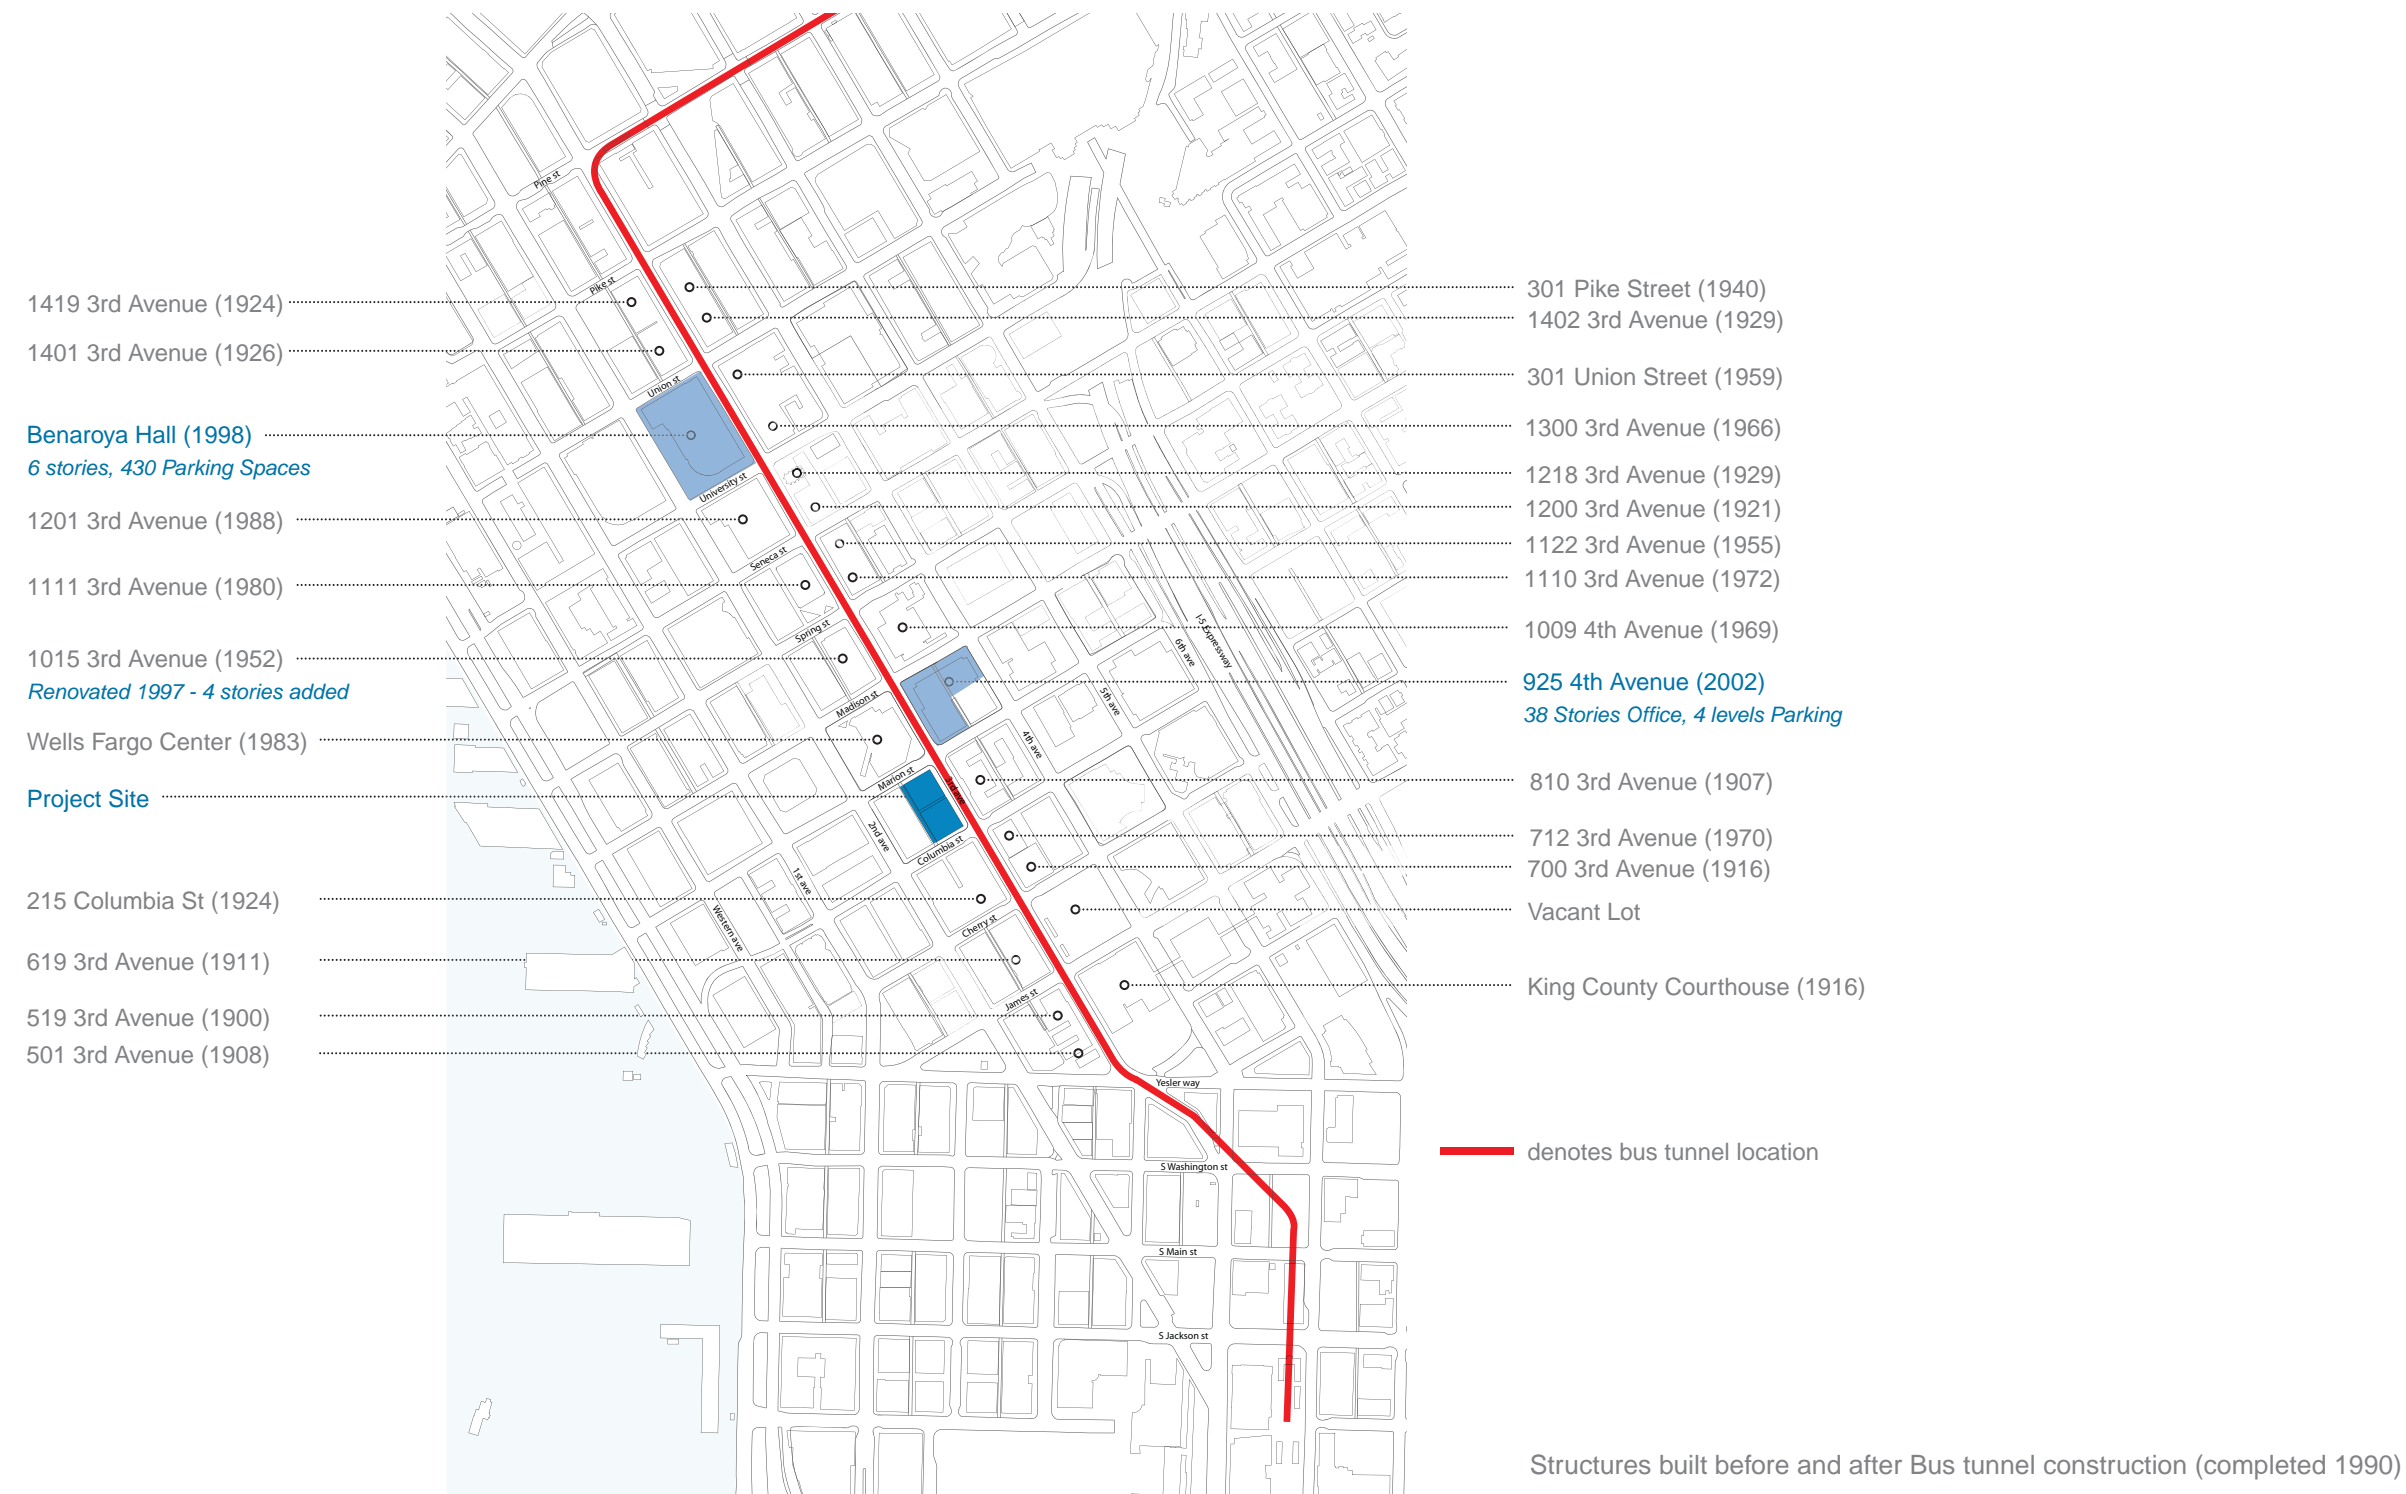 1419 3rd Avenue (1924)
1401 3rd Avenue (1926)
Benaroya Hall (1998)
6 stories, 430 Parking Spaces
1201 3rd Avenue (1988)
1111 3rd Avenue (1980)
1015 3rd Avenue (1952)
Renovated 1997 - 4 stories added
Wells Fargo Center (1983)
Project Site
215 Columbia St (1924)
619 3rd Avenue (1911)
519 3rd Avenue (1900)
501 3rd Avenue (1908)
Pine st
Pike st
Union st
University st
Seneca st
Spring st
Madison st
Marion st
Columbia st
Cherry st
James st
Yesler way
S Washington st
S Main st
S Jackson st
Western ave
1st ave
2nd ave
3rd ave
4th ave
5th ave
6th ave
I-5 Expressway
301 Pike Street (1940)
1402 3rd Avenue (1929)
301 Union Street (1959)
1300 3rd Avenue (1966)
1218 3rd Avenue (1929)
1200 3rd Avenue (1921)
1122 3rd Avenue (1955)
1110 3rd Avenue (1972)
1009 4th Avenue (1969)
925 4th Avenue (2002)
38 Stories Office, 4 levels Parking
810 3rd Avenue (1907)
712 3rd Avenue (1970)
700 3rd Avenue (1916)
Vacant Lot
King County Courthouse (1916)
denotes bus tunnel location
Structures built before and after Bus tunnel construction (completed 1990)